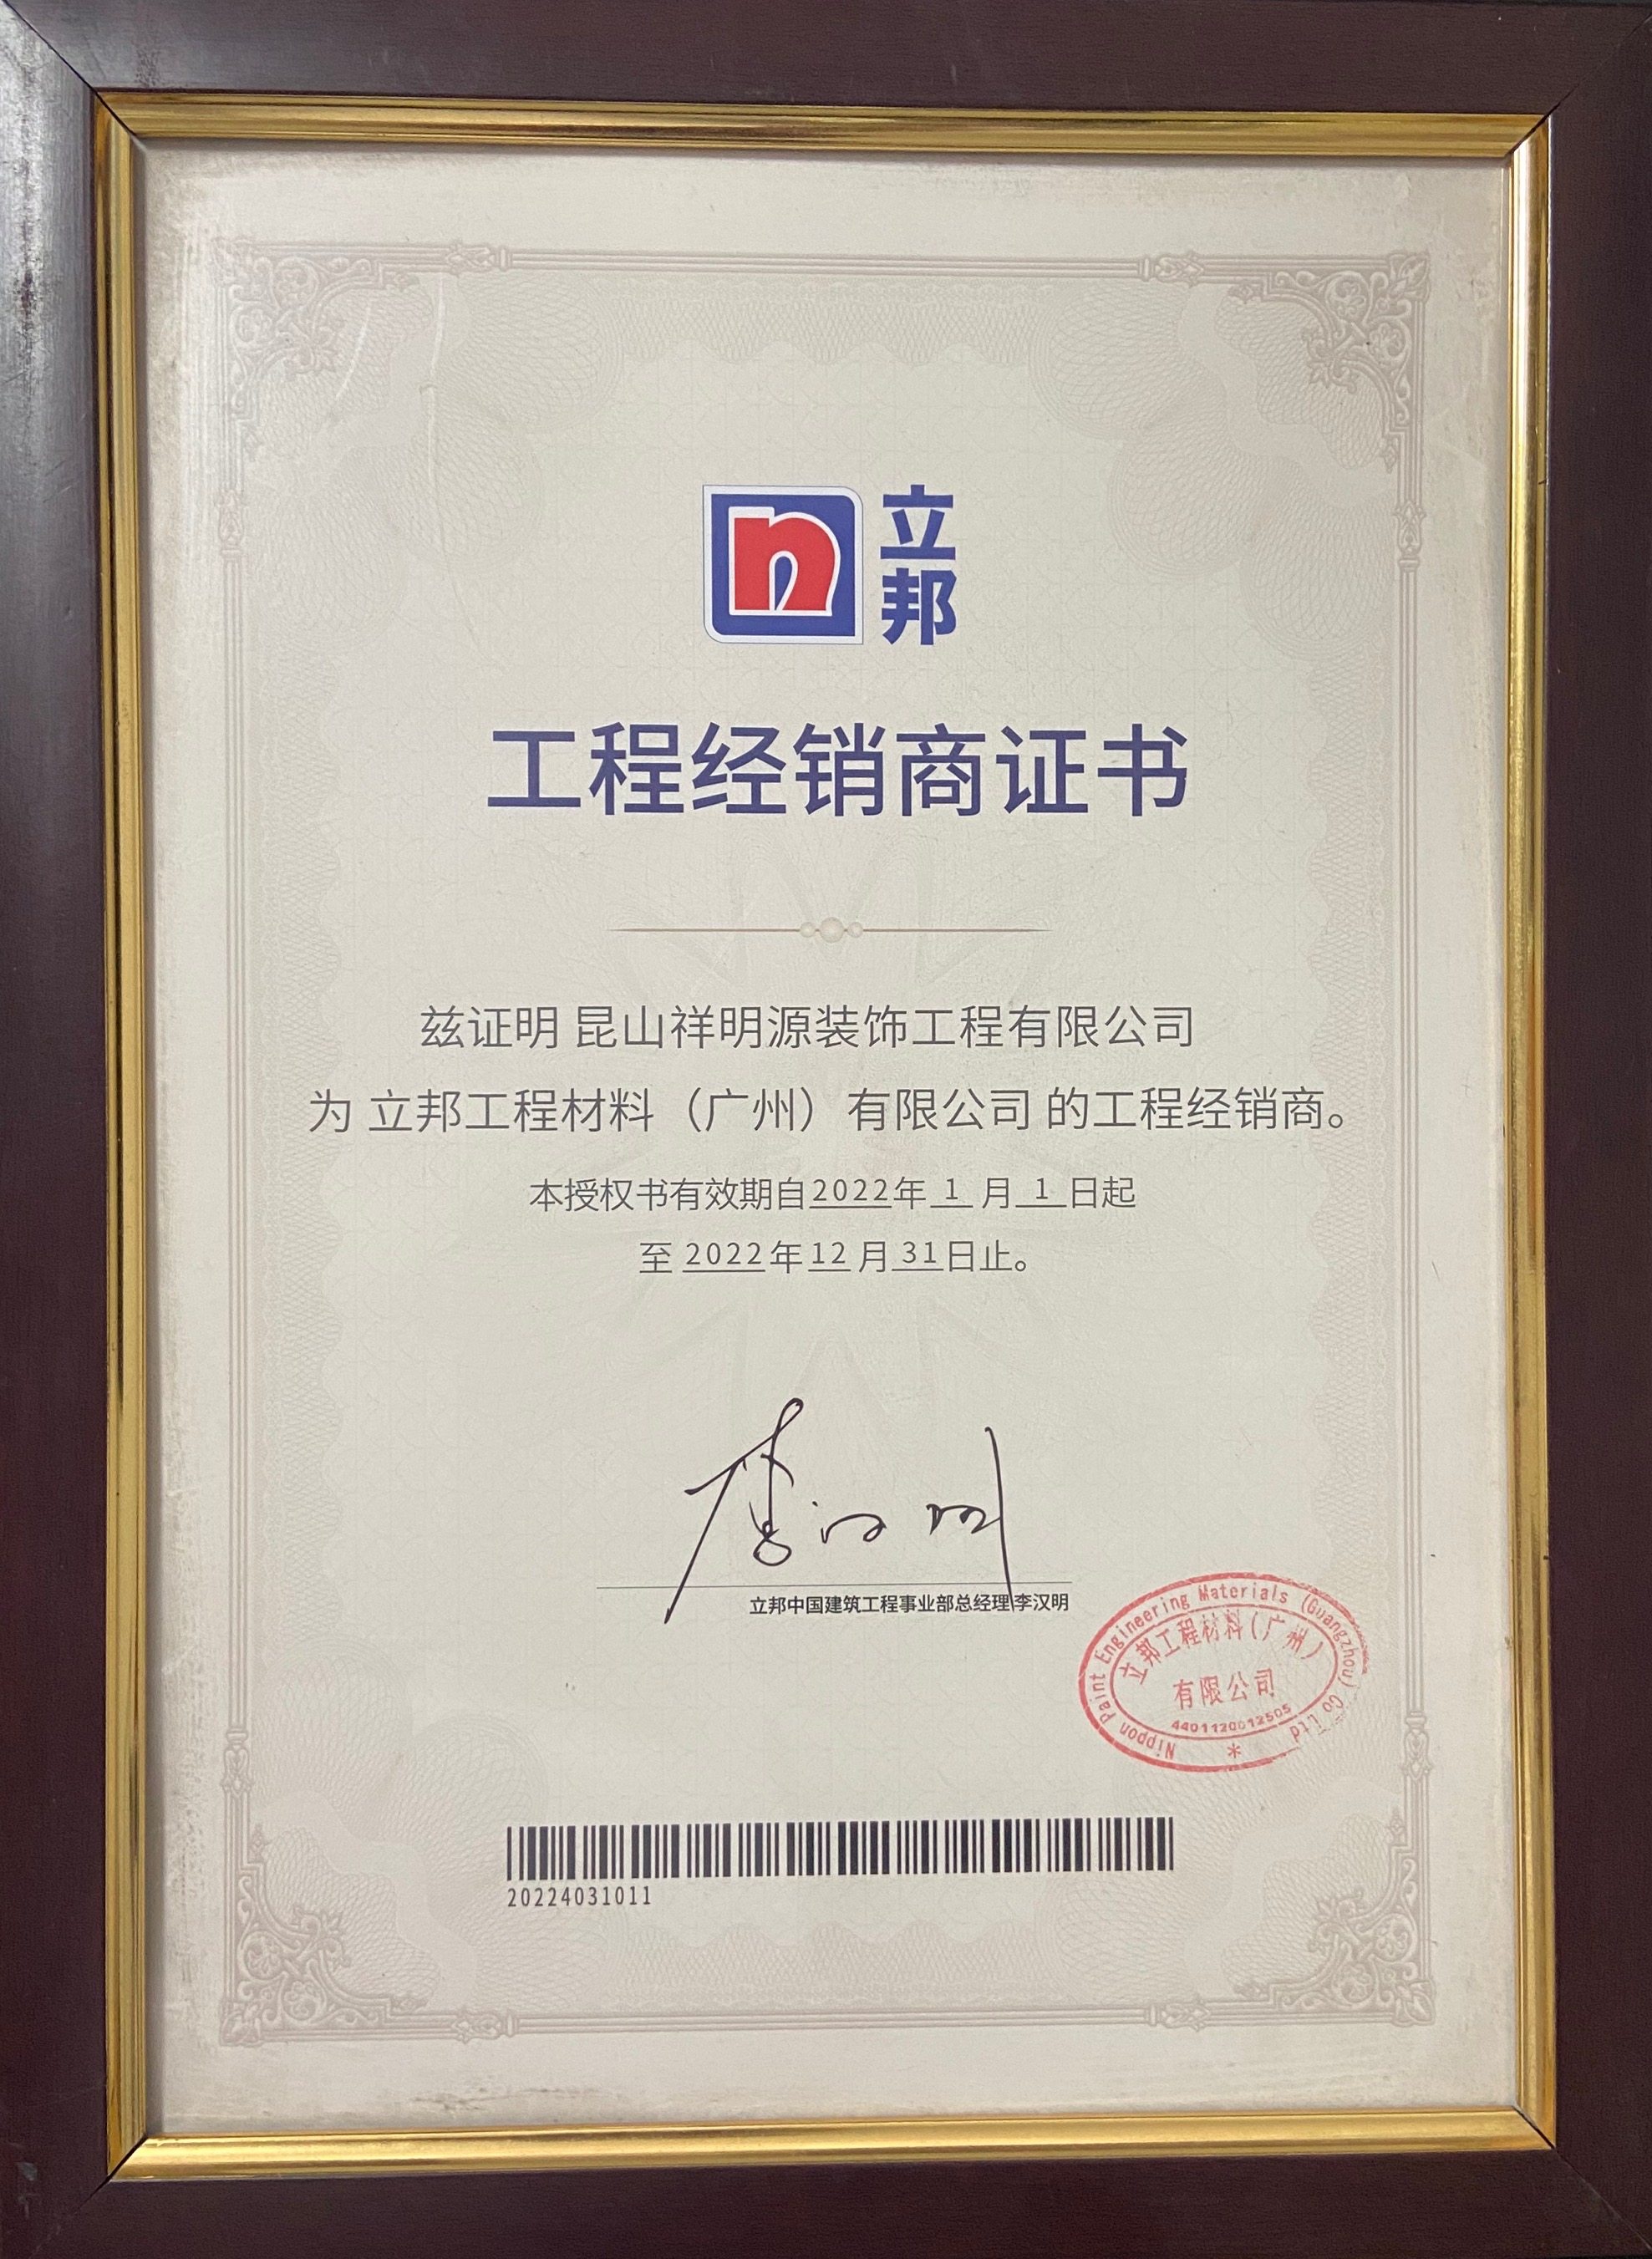 n 立邦
工程经销商证书
兹证明 昆山祥明源装饰工程有限公司
为 立邦工程材料（广州）有限公司 的工程经销商。
本授权书有效期自2022年 1 月 1 日起
至 2022年12月31日止。
李汉明
立邦中国建筑工程事业部总经理李汉明
Nippon Paint Engineering Materials (Guangzhou) Co Ltd
立邦工程材料(广州)
有限公司
4401120012505
*
20224031011